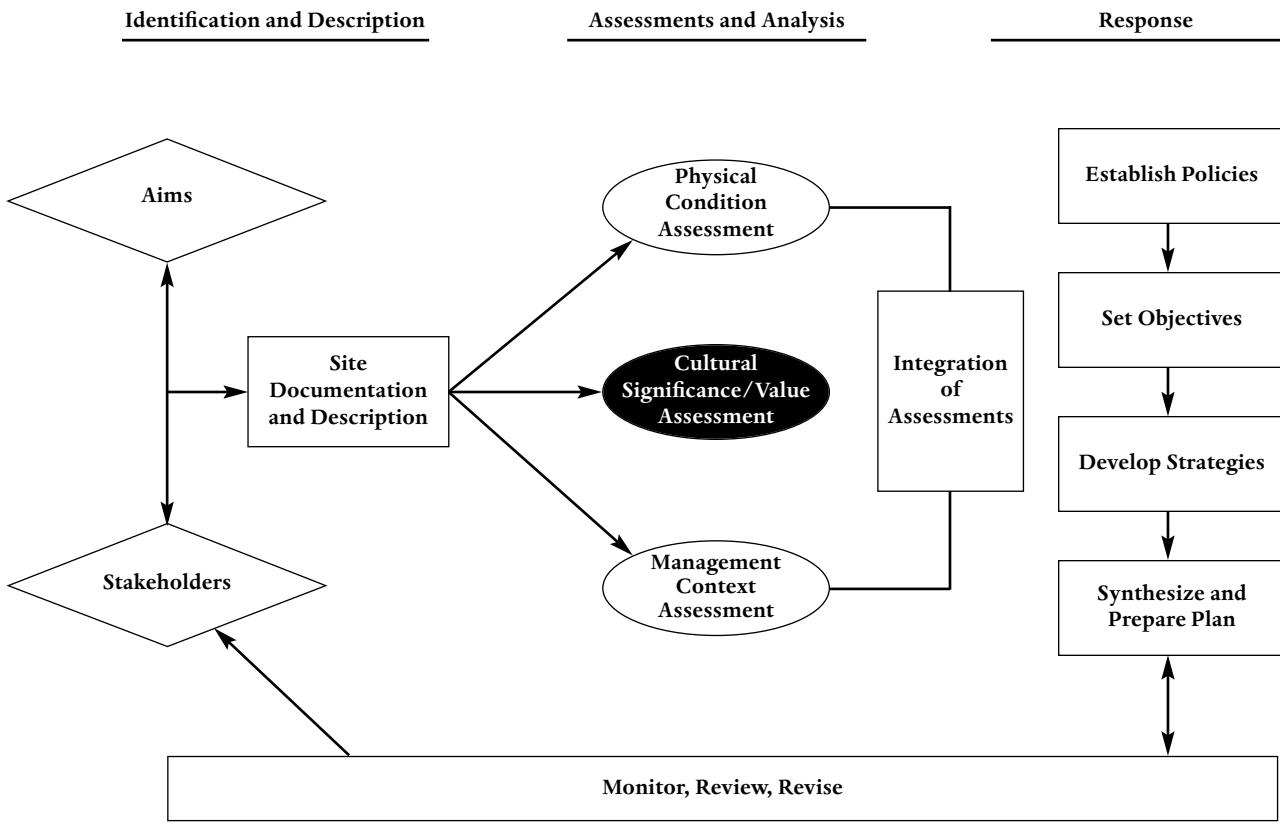 Identification and Description
Assessments and Analysis
Response
Aims
Stakeholders
Site
Documentation
and Description
Physical
Condition
Assessment
Cultural
Significance/Value
Assessment
Management
Context
Assessment
Integration
of
Assessments
Establish Policies
Set Objectives
Develop Strategies
Synthesize and
Prepare Plan
Monitor, Review, Revise